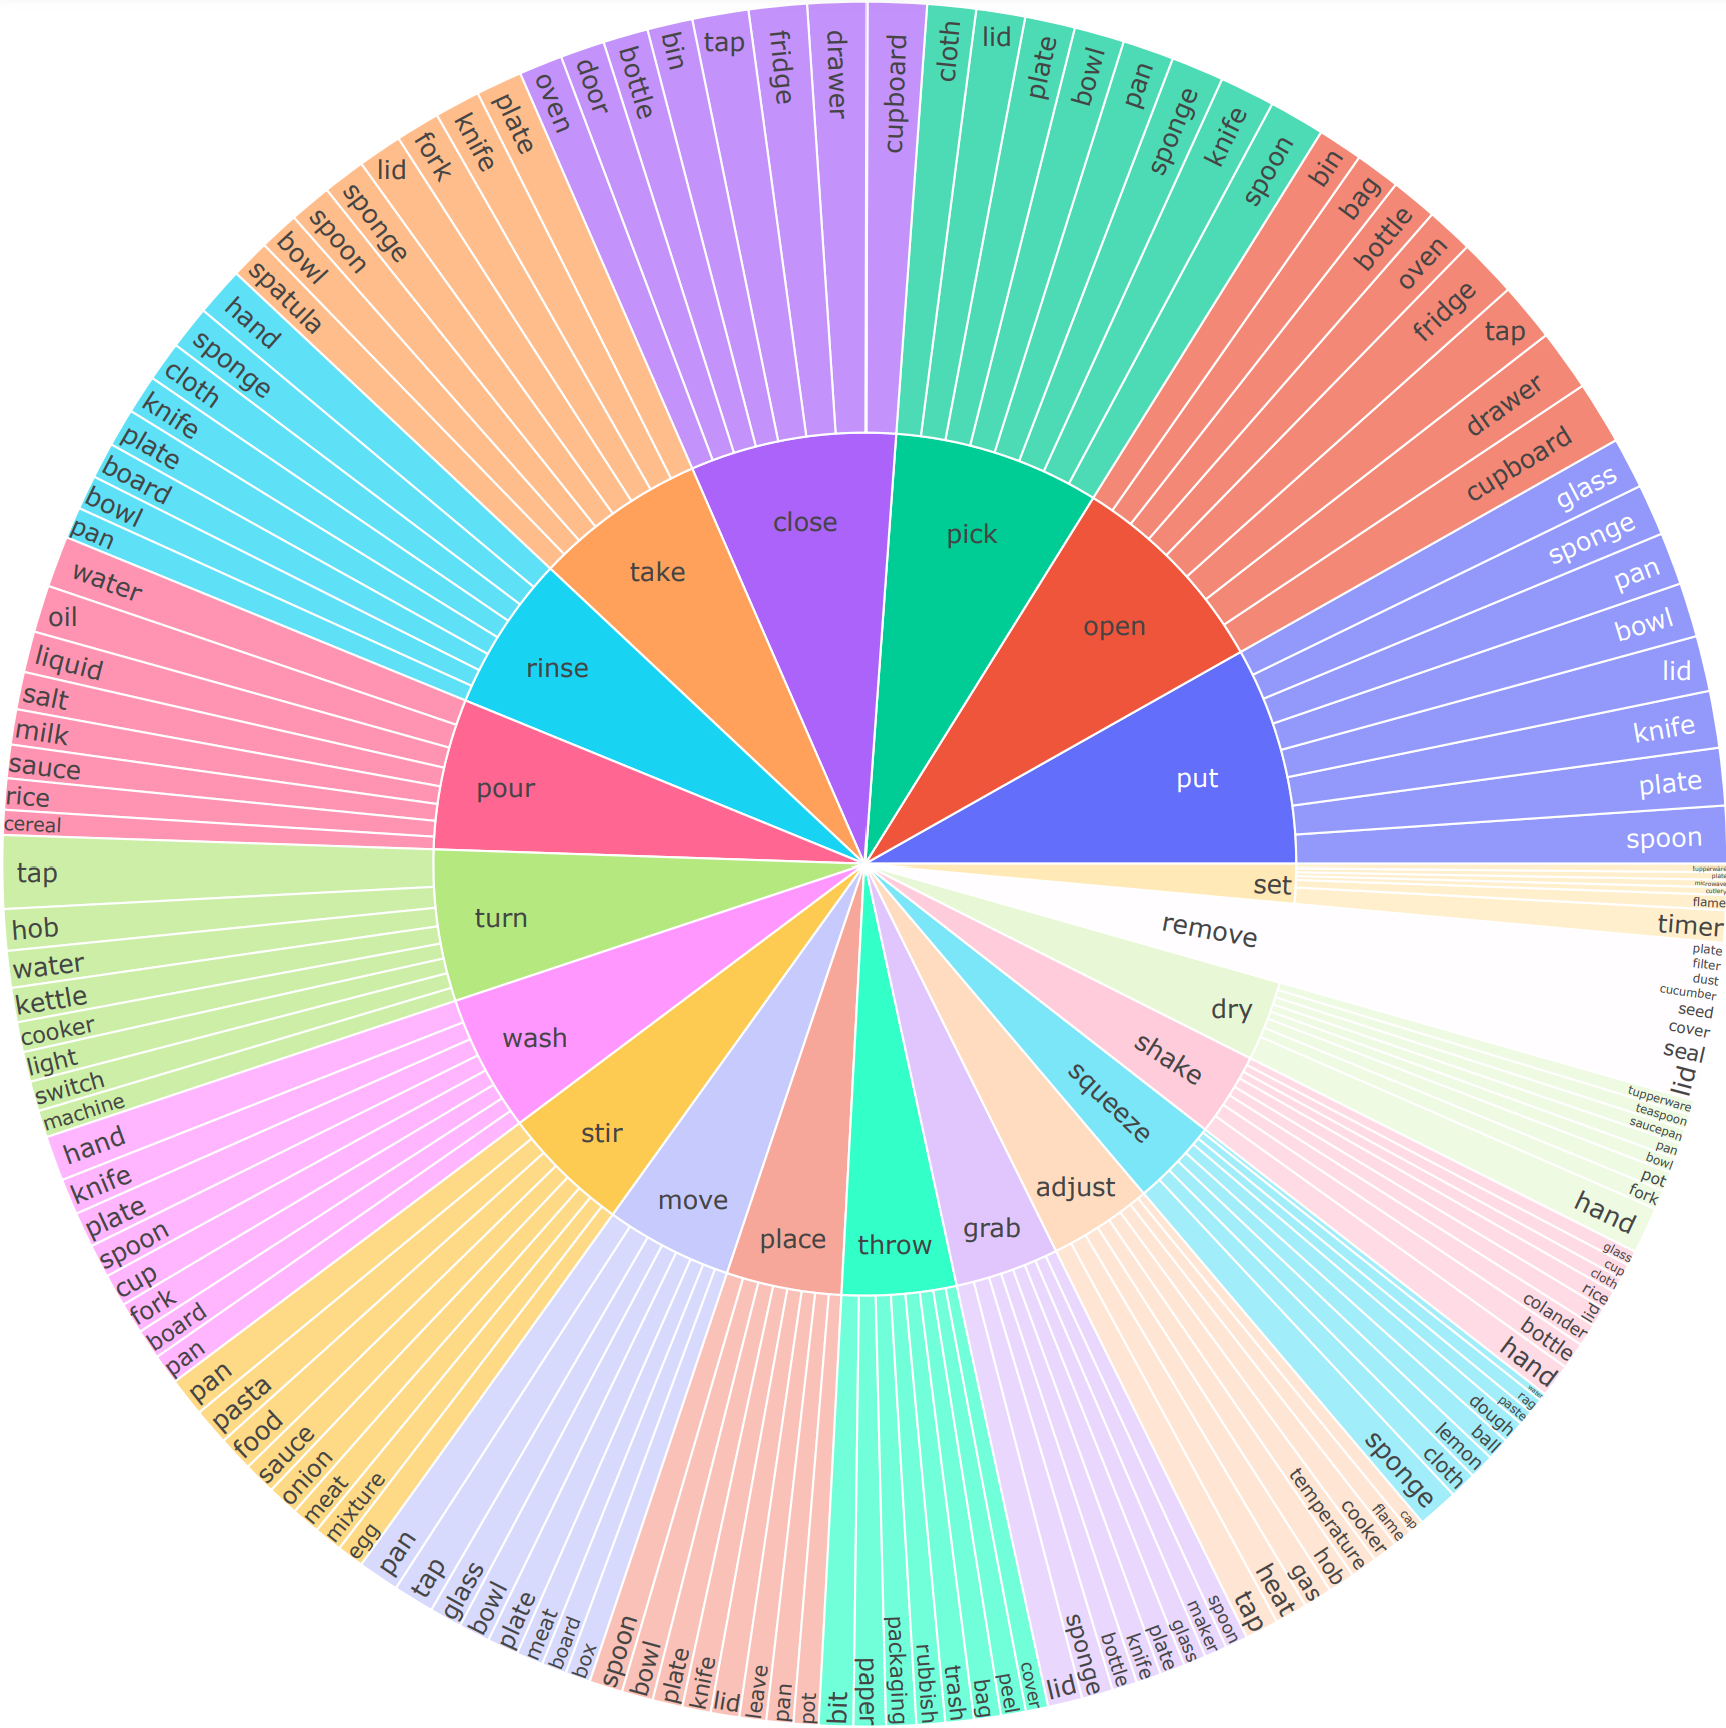 put
spoon
plate
knife
lid
bowl
pan
sponge
glass
open
cupboard
drawer
tap
fridge
oven
bottle
bag
bin
pick
spoon
knife
sponge
pan
bowl
plate
lid
cloth
close
cupboard
drawer
fridge
tap
bin
bottle
door
oven
take
plate
knife
fork
lid
sponge
spoon
bowl
spatula
rinse
hand
sponge
cloth
knife
plate
board
bowl
pan
pour
water
oil
liquid
salt
milk
sauce
rice
cereal
turn
tap
hob
water
kettle
cooker
light
switch
machine
wash
hand
knife
plate
spoon
cup
fork
board
pan
stir
pan
pasta
food
sauce
onion
meat
mixture
egg
move
pan
tap
glass
bowl
plate
meat
board
box
place
spoon
bowl
plate
knife
lid
leave
pan
pot
throw
bit
paper
packaging
rubbish
trash
bag
peel
cover
grab
lid
sponge
bottle
knife
plate
glass
maker
spoon
adjust
tap
heat
gas
hob
temperature
cooker
flame
cap
squeeze
sponge
cloth
lemon
ball
dough
paste
rag
water
shake
hand
bottle
colander
lid
rice
cloth
cup
glass
dry
hand
fork
pot
bowl
pan
saucepan
teaspoon
tupperware
remove
lid
seal
cover
seed
cucumber
dust
filter
plate
set
timer
flame
cutlery
microwave
plate
tupperware